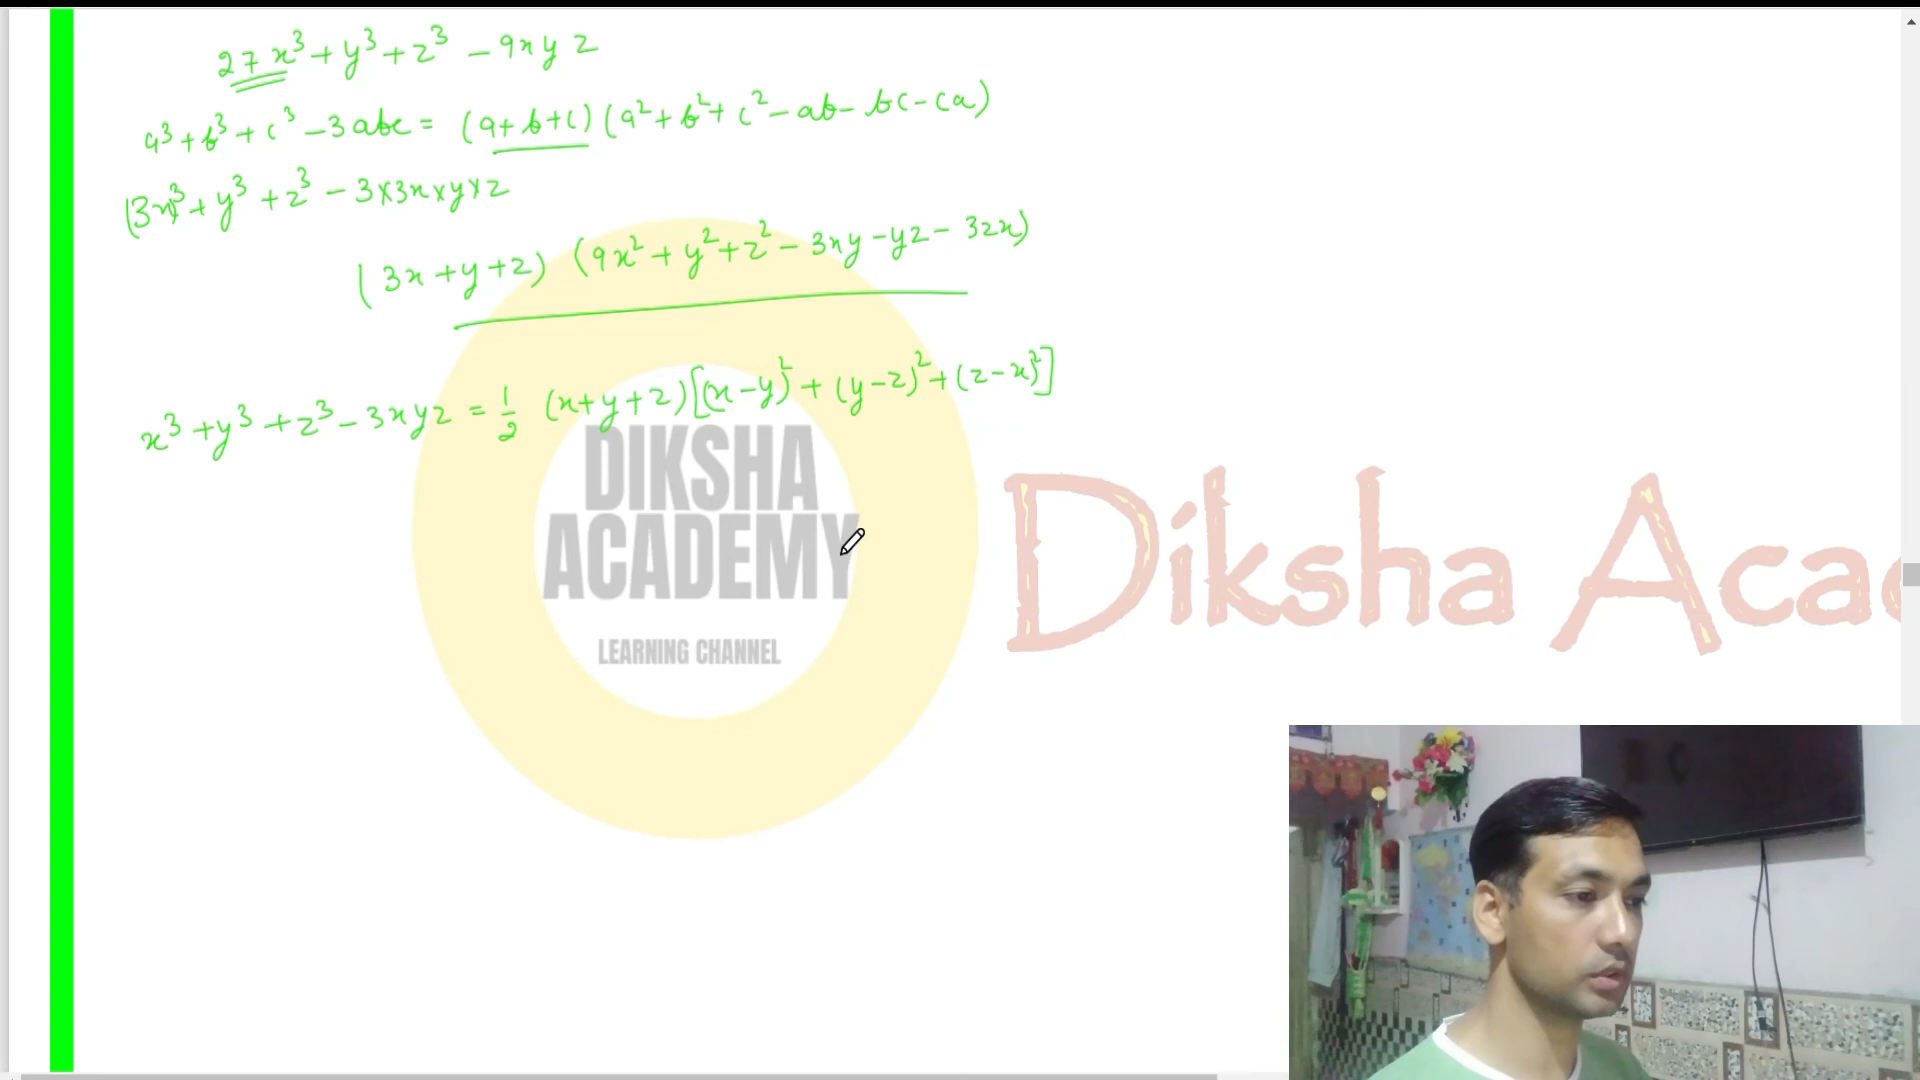 27x³ + y³ + z³ - 9xyz
a³ + b³ + c³ - 3abc = (a+b+c) (a² + b² + c² - ab - bc - ca)
(3x)³ + y³ + z³ - 3×3x×y×z
(3x + y + z) (9x² + y² + z² - 3xy - yz - 3zx)
x³ + y³ + z³ - 3xyz = 1/2 (x+y+z) [(x-y)² + (y-z)² + (z-x)²]
DIKSHA
ACADEMY
LEARNING CHANNEL
Diksha Acac